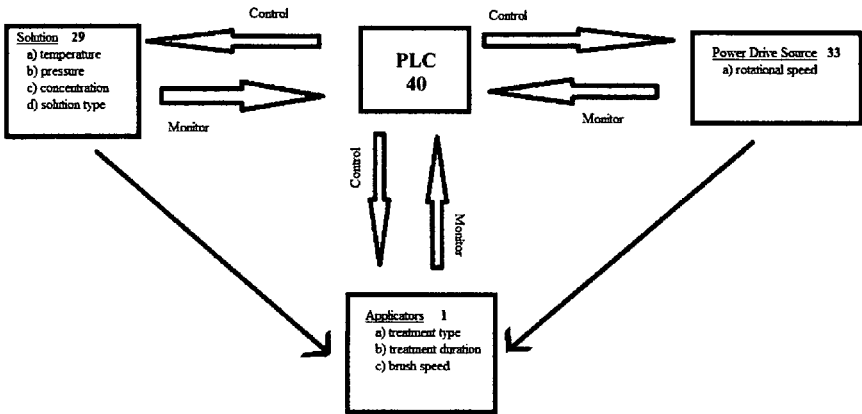 Control
Control
Solution 29
a) temperature
b) pressure
c) concentration
d) solution type
PLC
40
Power Drive Source 33
a) rotational speed
Monitor
Monitor
Control
Monitor
Applicators 1
a) treatment type
b) treatment duration
c) brush speed